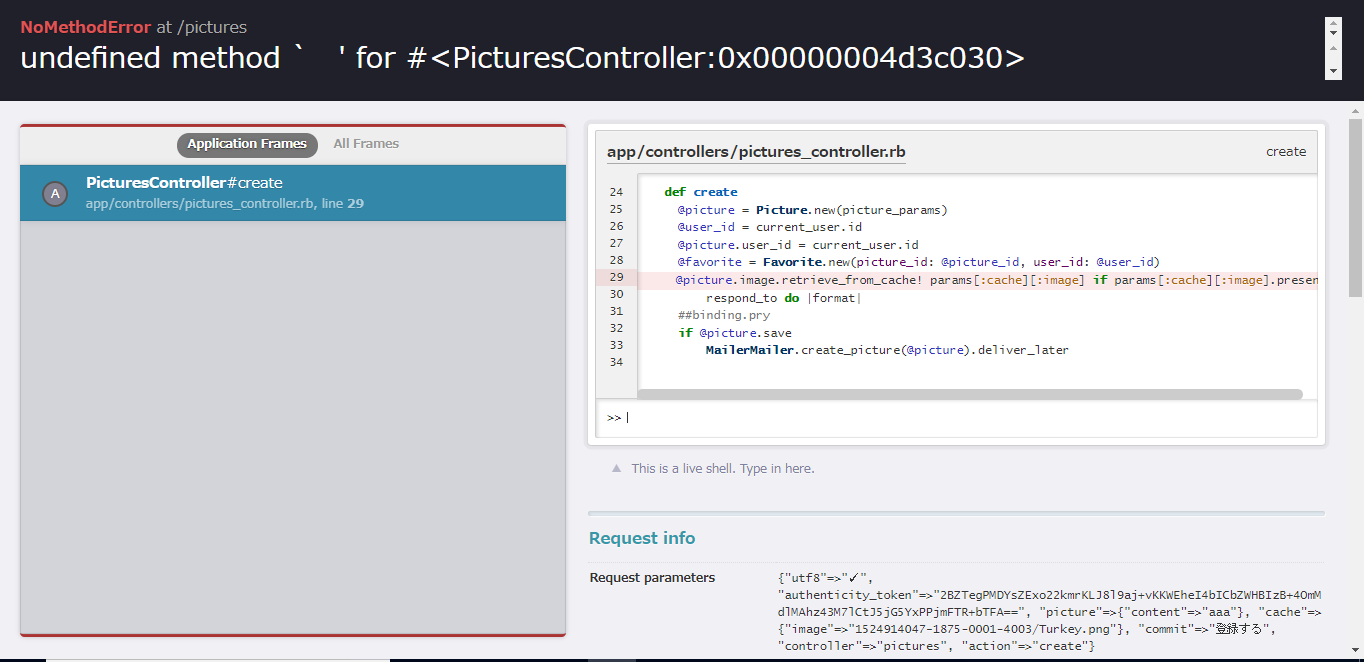 NoMethodError at /pictures
undefined method `　' for #<PicturesController:0x00000004d3c030>
Application Frames All Frames
A
PicturesController#create
app/controllers/pictures_controller.rb, line 29
app/controllers/pictures_controller.rb create
24 def create
25 @picture = Picture.new(picture_params)
26 @user_id = current_user.id
27 @picture.user_id = current_user.id
28 @favorite = Favorite.new(picture_id: @picture_id, user_id: @user_id)
29 @picture.image.retrieve_from_cache! params[:cache][:image] if params[:cache][:image].presen
30 respond_to do |format|
31 ##binding.pry
32 if @picture.save
33 MailerMailer.create_picture(@picture).deliver_later
34
>>
This is a live shell. Type in here.
Request info
Request parameters
{"utf8"=>"✓",
"authenticity_token"=>"2BZTegPMDYsZExo22kmrKLJ8l9aj+vKKWEheI4bICbZWHBIzB+4OmM
dlMAhz43M7lCtJ5jG5YxPPjmFTR+bTFA==", "picture"=>{"content"=>"aaa"}, "cache"=>
{"image"=>"1524914047-1875-0001-4003/Turkey.png"}, "commit"=>"登録する",
"controller"=>"pictures", "action"=>"create"}